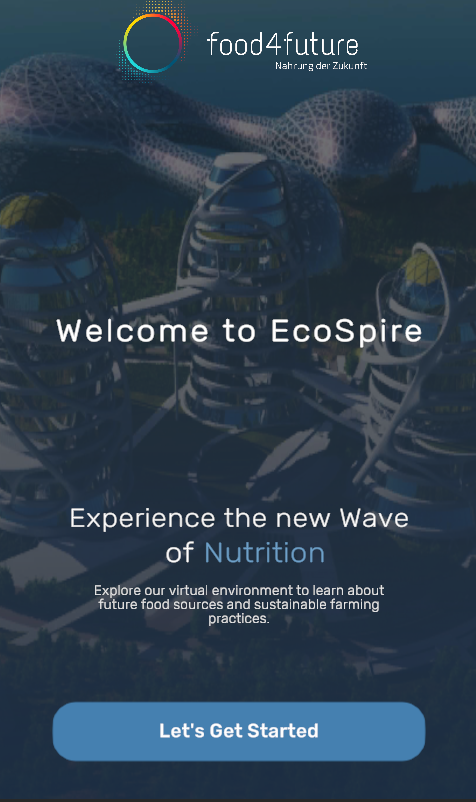 food4future
Nahrung der Zukunft
Welcome to EcoSpire
Experience the new Wave
of Nutrition
Explore our virtual environment to learn about
future food sources and sustainable farming
practices.
Let's Get Started